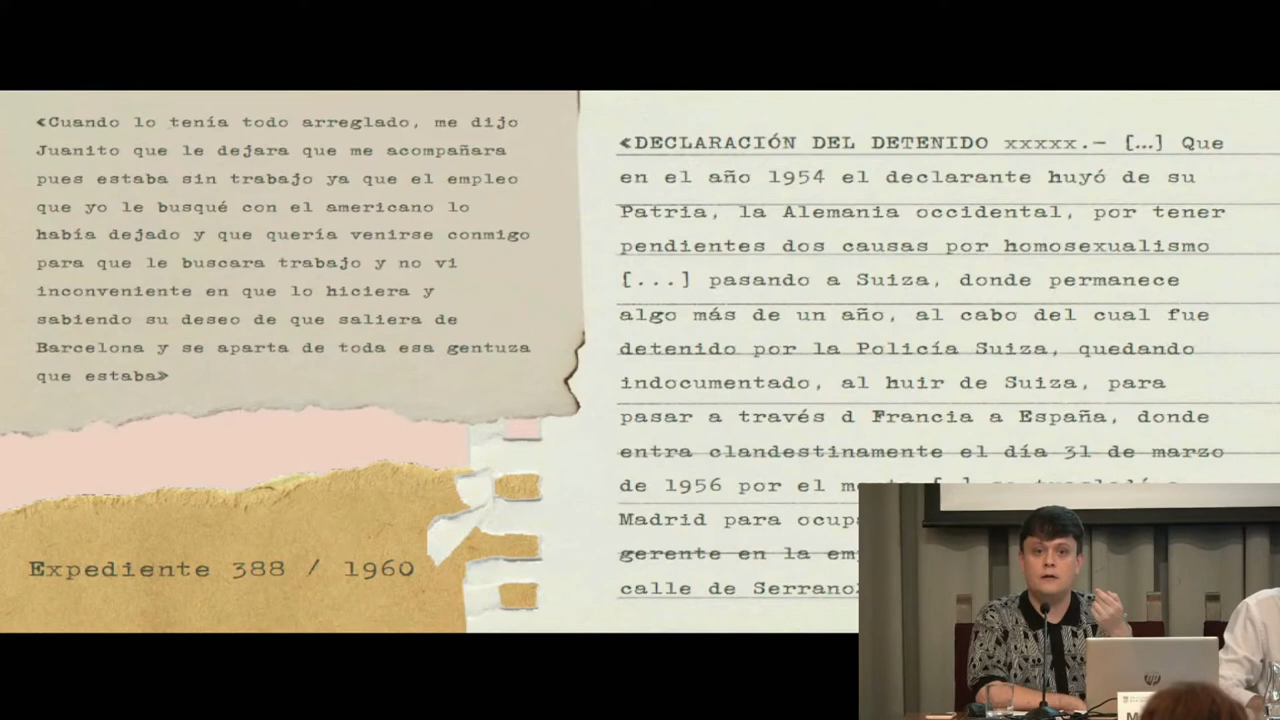 «Cuando lo tenía todo arreglado, me dijo
Juanito que le dejara que me acompañara
pues estaba sin trabajo ya que el empleo
que yo le busqué con el americano lo
había dejado y que quería venirse conmigo
para que le buscara trabajo y no vi
inconveniente en que lo hiciera y
sabiendo su deseo de que saliera de
Barcelona y se aparta de toda esa gentuza
que estaba»
Expediente 388 / 1960
«DECLARACIÓN DEL DETENIDO xxxxx.— […] Que
en el año 1954 el declarante huyó de su
Patria, la Alemania occidental, por tener
pendientes dos causas por homosexualismo
[...] pasando a Suiza, donde permanece
algo más de un año, al cabo del cual fue
detenido por la Policía Suiza, quedando
indocumentado, al huir de Suiza, para
pasar a través d Francia a España, donde
entra clandestinamente el día 31 de marzo
de 1956 por el
Madrid para
gerente en la
calle de Serrano
hp